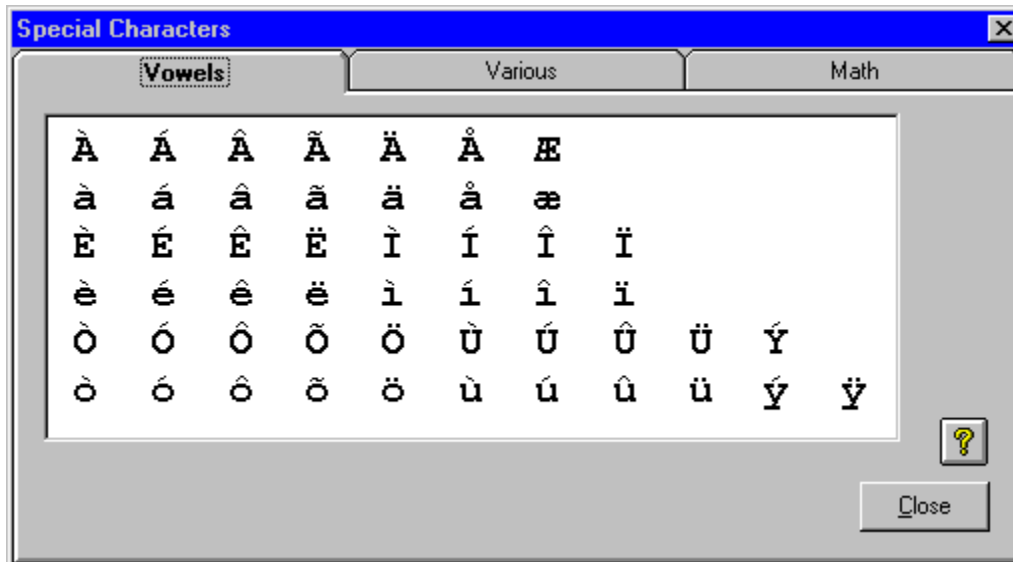 Special Characters
Vowels Various Math
À Á Â Ã Ä Å Æ
à á â ã ä å æ
È É Ê Ë Ì Í Î Ï
è é ê ë ì í î ï
Ò Ó Ô Õ Ö Ù Ú Û Ü Ý
ò ó ô õ ö ù ú û ü ý ÿ
?
Close